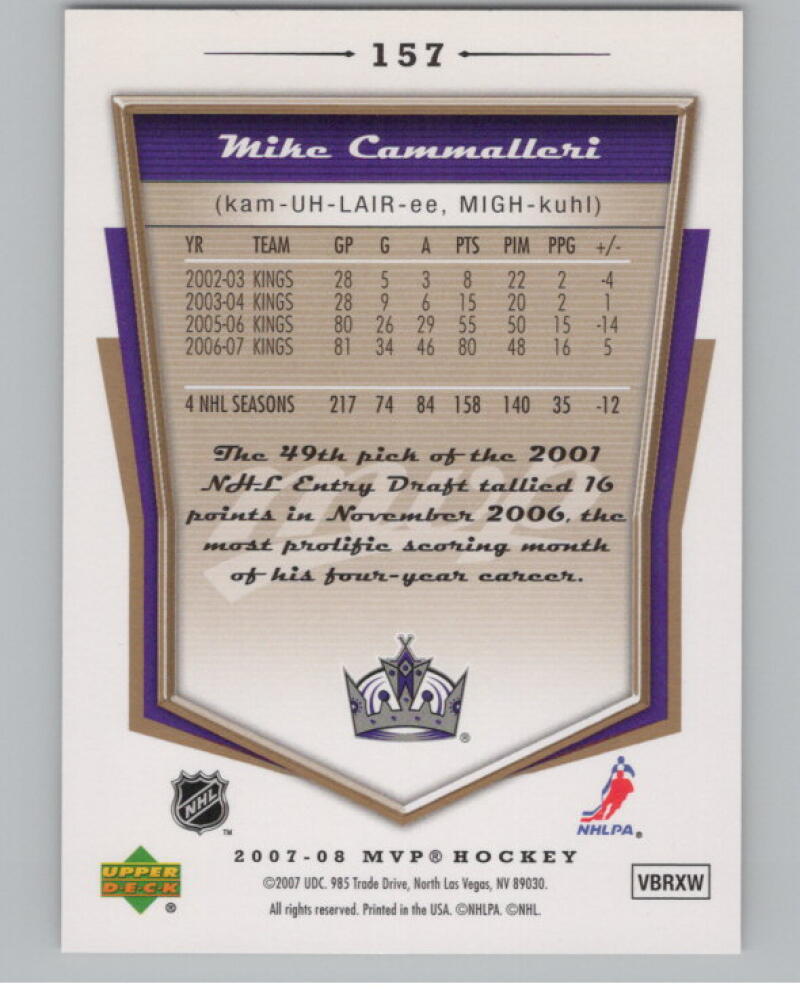 157
Mike Cammalleri
(kam-UH-LAIR-ee, MIGH-kuhl)
YR TEAM GP G A PTS PIM PPG +/-
2002-03 KINGS 28 5 3 8 22 2 -4
2003-04 KINGS 28 9 6 15 20 2 1
2005-06 KINGS 80 26 29 55 50 15 -14
2006-07 KINGS 81 34 46 80 48 16 5
4 NHL SEASONS 217 74 84 158 140 35 -12
mvp
The 49th pick of the 2001
NHL Entry Draft tallied 16
points in November 2006, the
most prolific scoring month
of his four-year career.
®
NHL
TM
NHLPA®
2007-08 MVP® HOCKEY
UPPER
D·E·C·K
®
©2007 UDC. 985 Trade Drive, North Las Vegas, NV 89030.
All rights reserved. Printed in the USA. ©NHLPA. ©NHL.
VBRXW